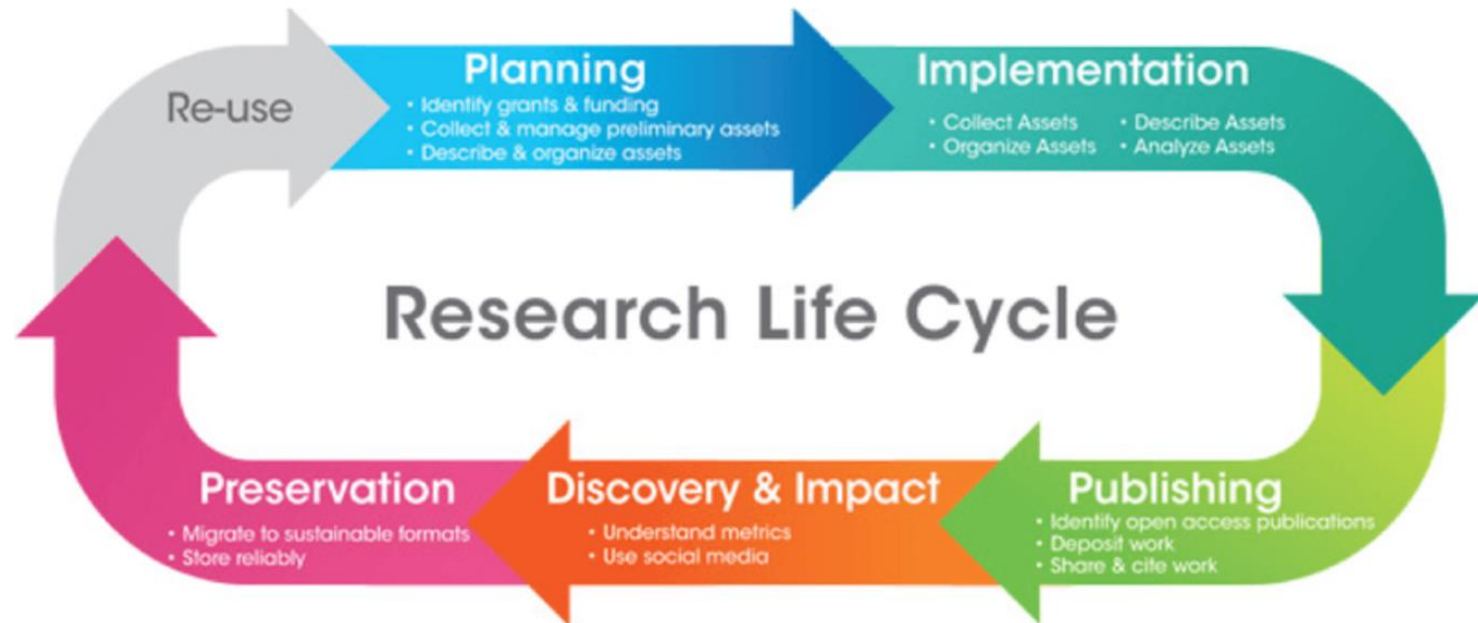 Re-use
Planning
• Identify grants & funding
• Collect & manage preliminary assets
• Describe & organize assets
Implementation
• Collect Assets • Describe Assets
• Organize Assets • Analyze Assets
Research Life Cycle
Preservation
• Migrate to sustainable formats
• Store reliably
Discovery & Impact
• Understand metrics
• Use social media
Publishing
• Identify open access publications
• Deposit work
• Share & cite work